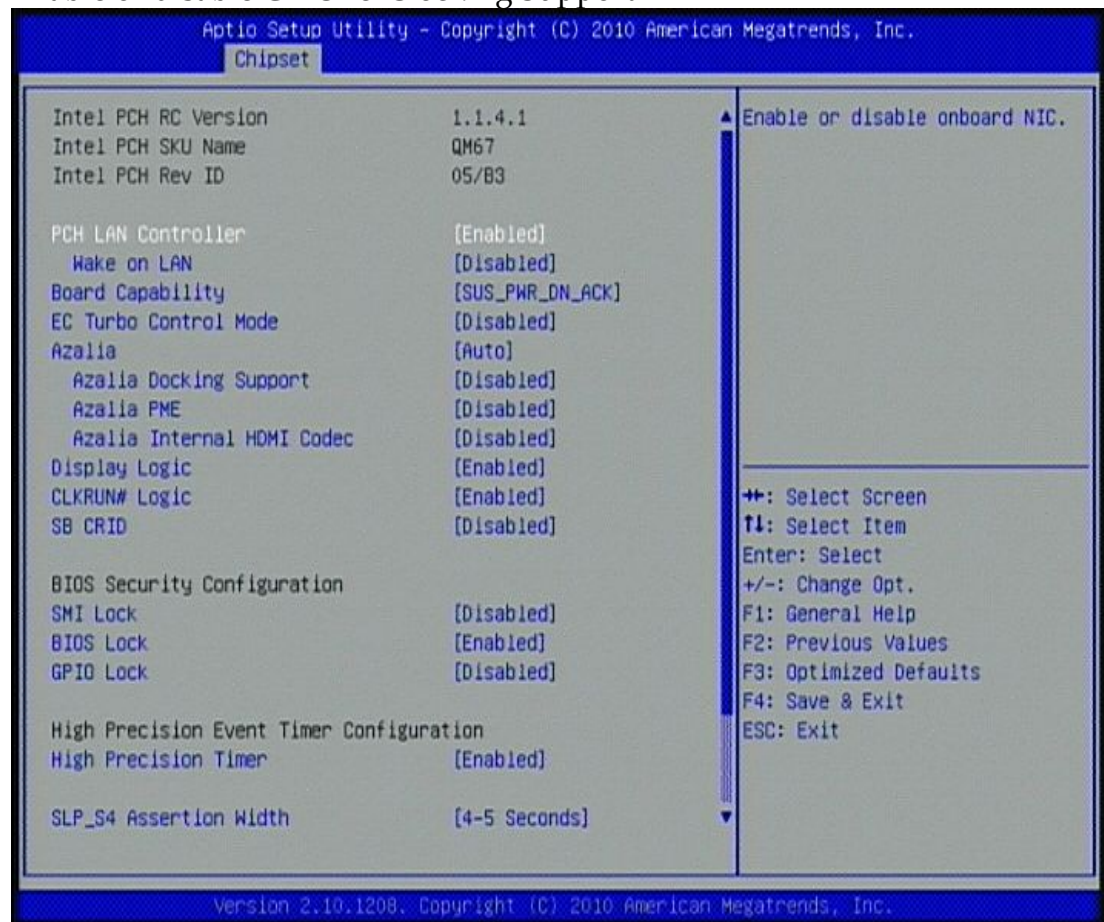 Aptio Setup Utility - Copyright (C) 2010 American Megatrends, Inc.
Chipset
Intel PCH RC Version 1.1.4.1
Intel PCH SKU Name QM67
Intel PCH Rev ID 05/B3
PCH LAN Controller [Enabled]
Wake on LAN [Disabled]
Board Capability [SUS_PWR_DN_ACK]
EC Turbo Control Mode [Disabled]
Azalia [Auto]
Azalia Docking Support [Disabled]
Azalia PME [Disabled]
Azalia Internal HDMI Codec [Disabled]
Display Logic [Enabled]
CLKRUN# Logic [Enabled]
SB CRID [Disabled]
BIOS Security Configuration
SMI Lock [Disabled]
BIOS Lock [Enabled]
GPIO Lock [Disabled]
High Precision Event Timer Configuration
High Precision Timer [Enabled]
SLP_S4 Assertion Width [4-5 Seconds]
Enable or disable onboard NIC.
→←: Select Screen
↑↓: Select Item
Enter: Select
+/-: Change Opt.
F1: General Help
F2: Previous Values
F3: Optimized Defaults
F4: Save & Exit
ESC: Exit
Version 2.10.1208. Copyright (C) 2010 American Megatrends, Inc.